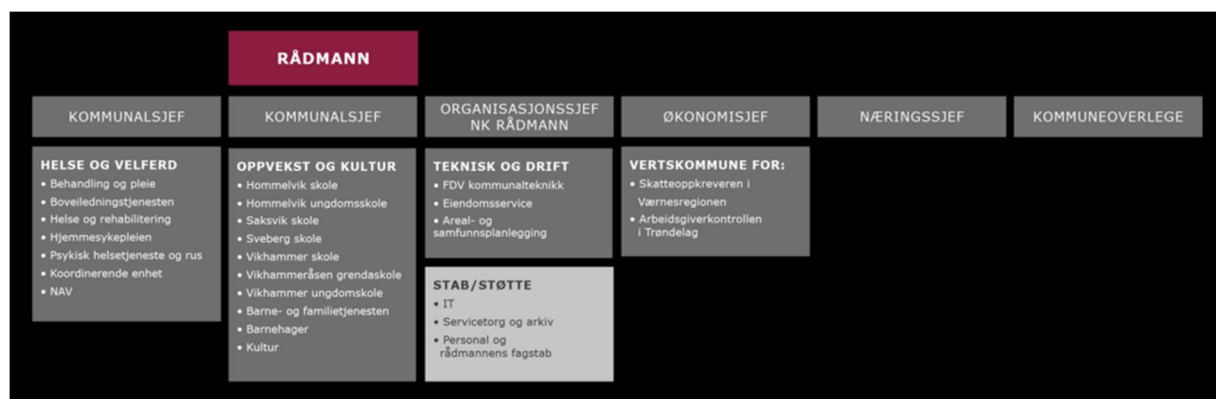 RÅDMANN
KOMMUNALSJEF
KOMMUNALSJEF
ORGANISASJONSSJEF
NK RÅDMANN
ØKONOMISJEF
NÆRINGSSJEF
KOMMUNEOVERLEGE
HELSE OG VELFERD
• Behandling og pleie
• Boveiledningstjenesten
• Helse og rehabilitering
• Hjemmesykepleien
• Psykisk helsetjeneste og rus
• Koordinerende enhet
• NAV
OPPVEKST OG KULTUR
• Hommelvik skole
• Hommelvik ungdomsskole
• Saksvik skole
• Sveberg skole
• Vikhammer skole
• Vikhammeråsen grendaskole
• Vikhammer ungdomskole
• Barne- og familietjenesten
• Barnehager
• Kultur
TEKNISK OG DRIFT
• FDV kommunalteknikk
• Eiendomsservice
• Areal- og
samfunnsplanlegging
STAB/STØTTE
• IT
• Servicetorg og arkiv
• Personal og
rådmannens fagstab
VERTSKOMMUNE FOR:
• Skatteoppkreveren i
Værnesregionen
• Arbeidsgiverkontrollen
i Trøndelag